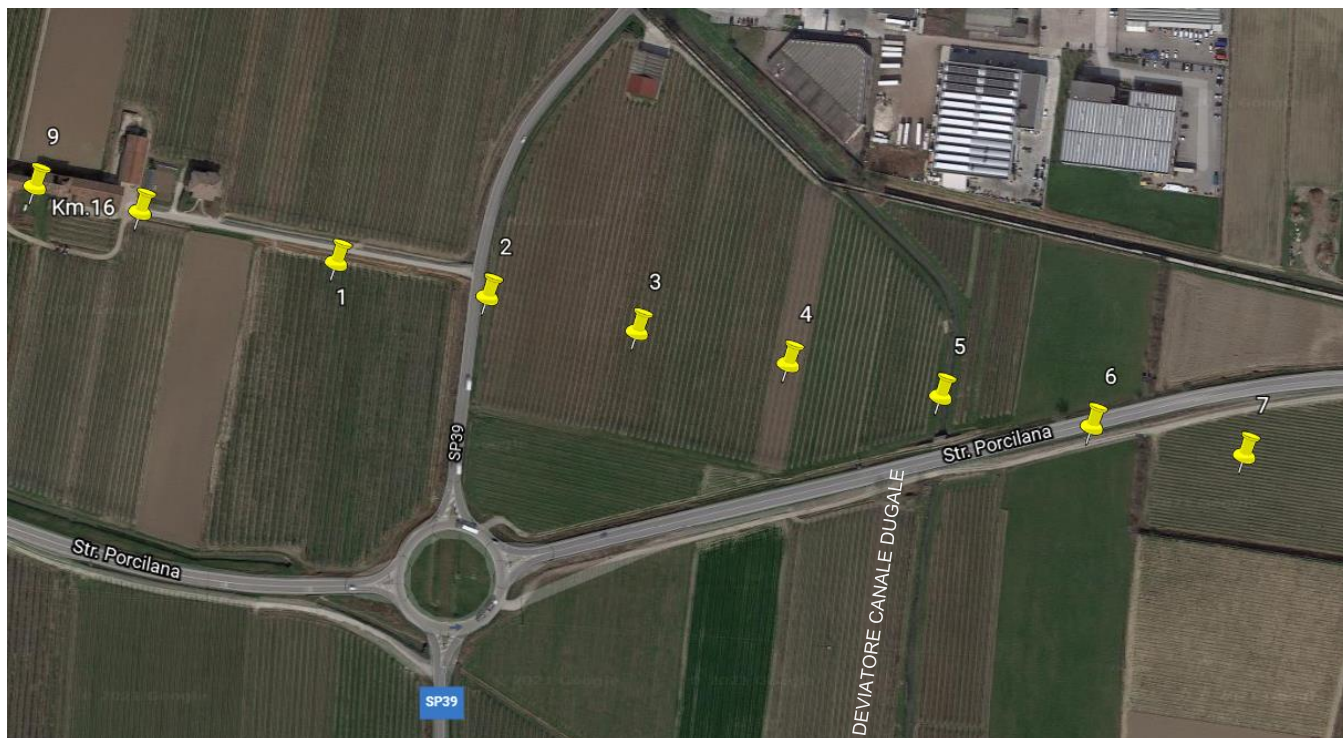 9
Km.16
1
2
3
4
5
6
7
SP39
Str. Porcilana
Str. Porcilana
DEVIATORE CANALE DUGALE
SP39